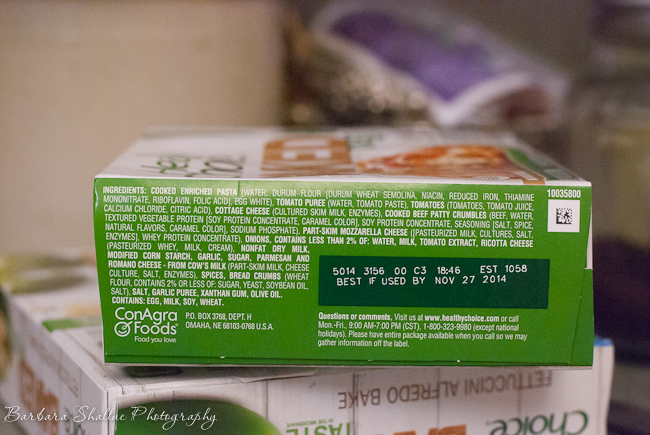 10035800
INGREDIENTS: COOKED ENRICHED PASTA (WATER, DURUM FLOUR [DURUM WHEAT SEMOLINA, NIACIN, REDUCED IRON, THIAMINE
MONONITRATE, RIBOFLAVIN, FOLIC ACID], EGG WHITE), TOMATO PUREE (WATER, TOMATO PASTE), TOMATOES (TOMATOES, TOMATO JUICE,
CALCIUM CHLORIDE, CITRIC ACID), COTTAGE CHEESE (CULTURED SKIM MILK, ENZYMES), COOKED BEEF PATTY CRUMBLES (BEEF, WATER,
TEXTURED VEGETABLE PROTEIN [SOY PROTEIN CONCENTRATE, CARAMEL COLOR], SOY PROTEIN CONCENTRATE, SEASONING [SALT, SPICE,
NATURAL FLAVORS, CARAMEL COLOR], SODIUM PHOSPHATE), PART-SKIM MOZZARELLA CHEESE (PASTEURIZED MILK, CULTURES, SALT,
ENZYMES), WHEY PROTEIN CONCENTRATE), ONIONS, CONTAINS LESS THAN 2% OF: WATER, MILK, TOMATO EXTRACT, RICOTTA CHEESE
(PASTEURIZED WHEY, MILK, CREAM), NONFAT DRY MILK,
MODIFIED CORN STARCH, GARLIC, SUGAR, PARMESAN AND
ROMANO CHEESE - FROM COW'S MILK (PART-SKIM MILK, CHEESE
CULTURE, SALT, ENZYMES), SPICES, BREAD CRUMBS (WHEAT
FLOUR, CONTAINS 2% OR LESS OF: SUGAR, YEAST, SOYBEAN OIL,
SALT), SALT, GARLIC PUREE, XANTHAN GUM, OLIVE OIL.
CONTAINS: EGG, MILK, SOY, WHEAT.
5014 3156 00 C3 18:46 EST 1058
BEST IF USED BY NOV 27 2014
ConAgra
Foods
Food you love
P.O. BOX 3768, DEPT. H
OMAHA, NE 68103-0768 U.S.A.
Questions or comments, Visit us at www.healthychoice.com or call
Mon.-Fri., 9:00 AM-7:00 PM (CST), 1-800-323-9980 (except national
holidays). Please have entire package available when you call so we may
gather information off the label.
FETTUCCINI ALFREDO BAKE
Choice
TASTE
Barbara Shallue Photography